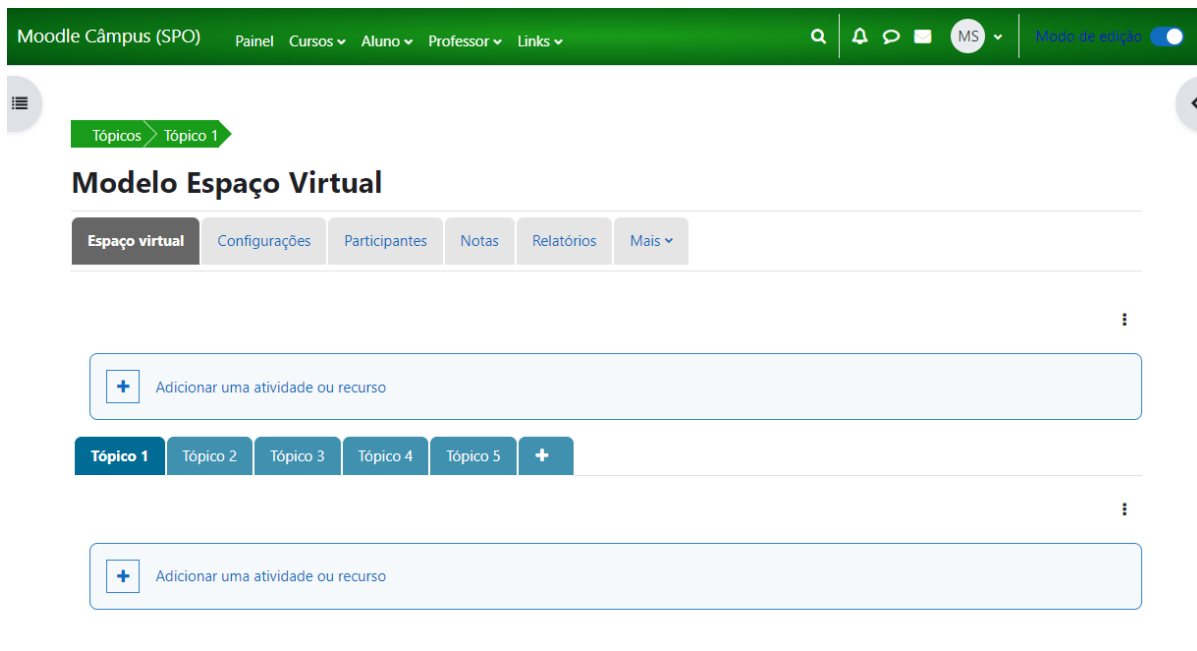 Moodle Câmpus (SPO) Painel Cursos Aluno Professor Links MS Modo de edição
Tópicos Tópico 1
Modelo Espaço Virtual
Espaço virtual Configurações Participantes Notas Relatórios Mais
Adicionar uma atividade ou recurso
Tópico 1 Tópico 2 Tópico 3 Tópico 4 Tópico 5
Adicionar uma atividade ou recurso